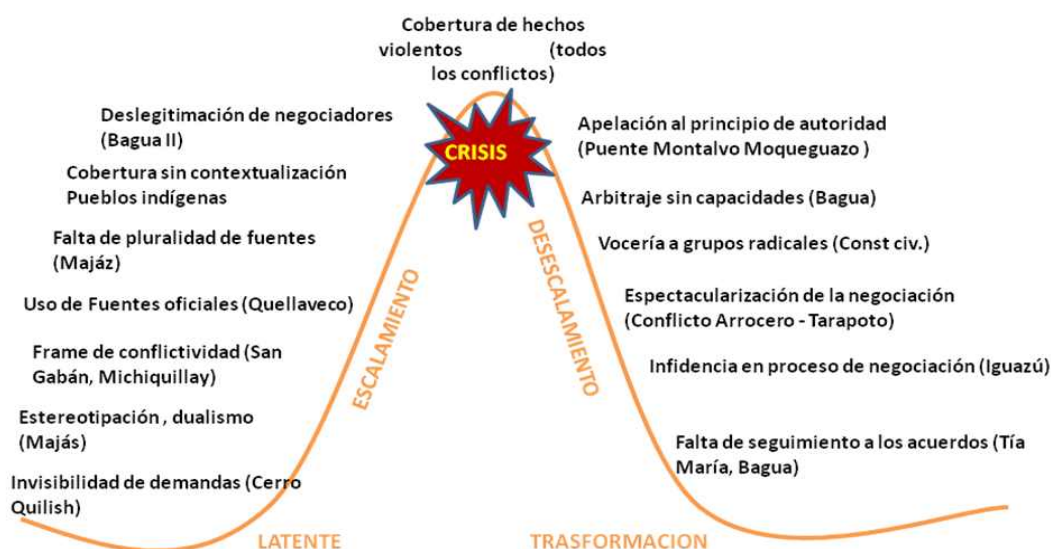 Cobertura de hechos
violentos (todos
los conflictos)
Deslegitimación de negociadores
(Bagua II)
Cobertura sin contextualización
Pueblos indígenas
Falta de pluralidad de fuentes
(Majáz)
Uso de Fuentes oficiales (Quellaveco)
Frame de conflictividad (San
Gabán, Michiquillay)
Estereotipación , dualismo
(Majás)
Invisibilidad de demandas (Cerro
Quilish)
ESCALAMIENTO
CRISIS
DESESCALAMIENTO
Apelación al principio de autoridad
(Puente Montalvo Moqueguazo )
Arbitraje sin capacidades (Bagua)
Vocería a grupos radicales (Const civ.)
Espectacularización de la negociación
(Conflicto Arrocero - Tarapoto)
Infidencia en proceso de negociación (Iguazú)
Falta de seguimiento a los acuerdos (Tía
María, Bagua)
LATENTE
TRASFORMACION